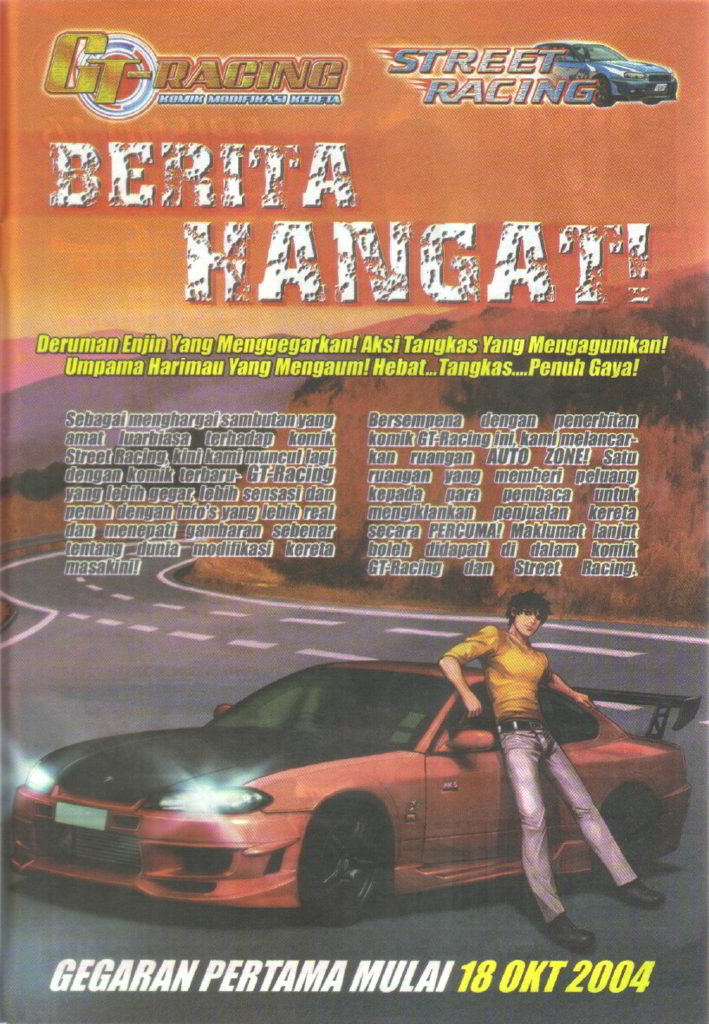 GT-RACING
KOMIK MODIFIKASI KERETA
STREET
RACING
BERITA
HANGAT!
Deruman Enjin Yang Menggegarkan! Aksi Tangkas Yang Mengagumkan!
Umpama Harimau Yang Mengaum! Hebat...Tangkas....Penuh Gaya!
Sebagai menghargai sambutan yang
amat luarbiasa terhadap komik
Street Racing, kini kami muncul lagi
dengan komik terbaru- GT-Racing
yang lebih gegar, lebih sensasi dan
penuh dengan info's yang lebih real
dan menepati gambaran sebenar
tentang dunia modifikasi kereta
masakini!
Bersempena dengan penerbitan
komik GT-Racing ini, kami melancar-
kan ruangan AUTO ZONE! Satu
ruangan yang memberi peluang
kepada para pembaca untuk
mengiklankan penjualan kereta
secara PERCUMA! Maklumat lanjut
boleh didapati di dalam komik
GT-Racing dan Street Racing.
HKS
GEGARAN PERTAMA MULAI 18 OKT 2004